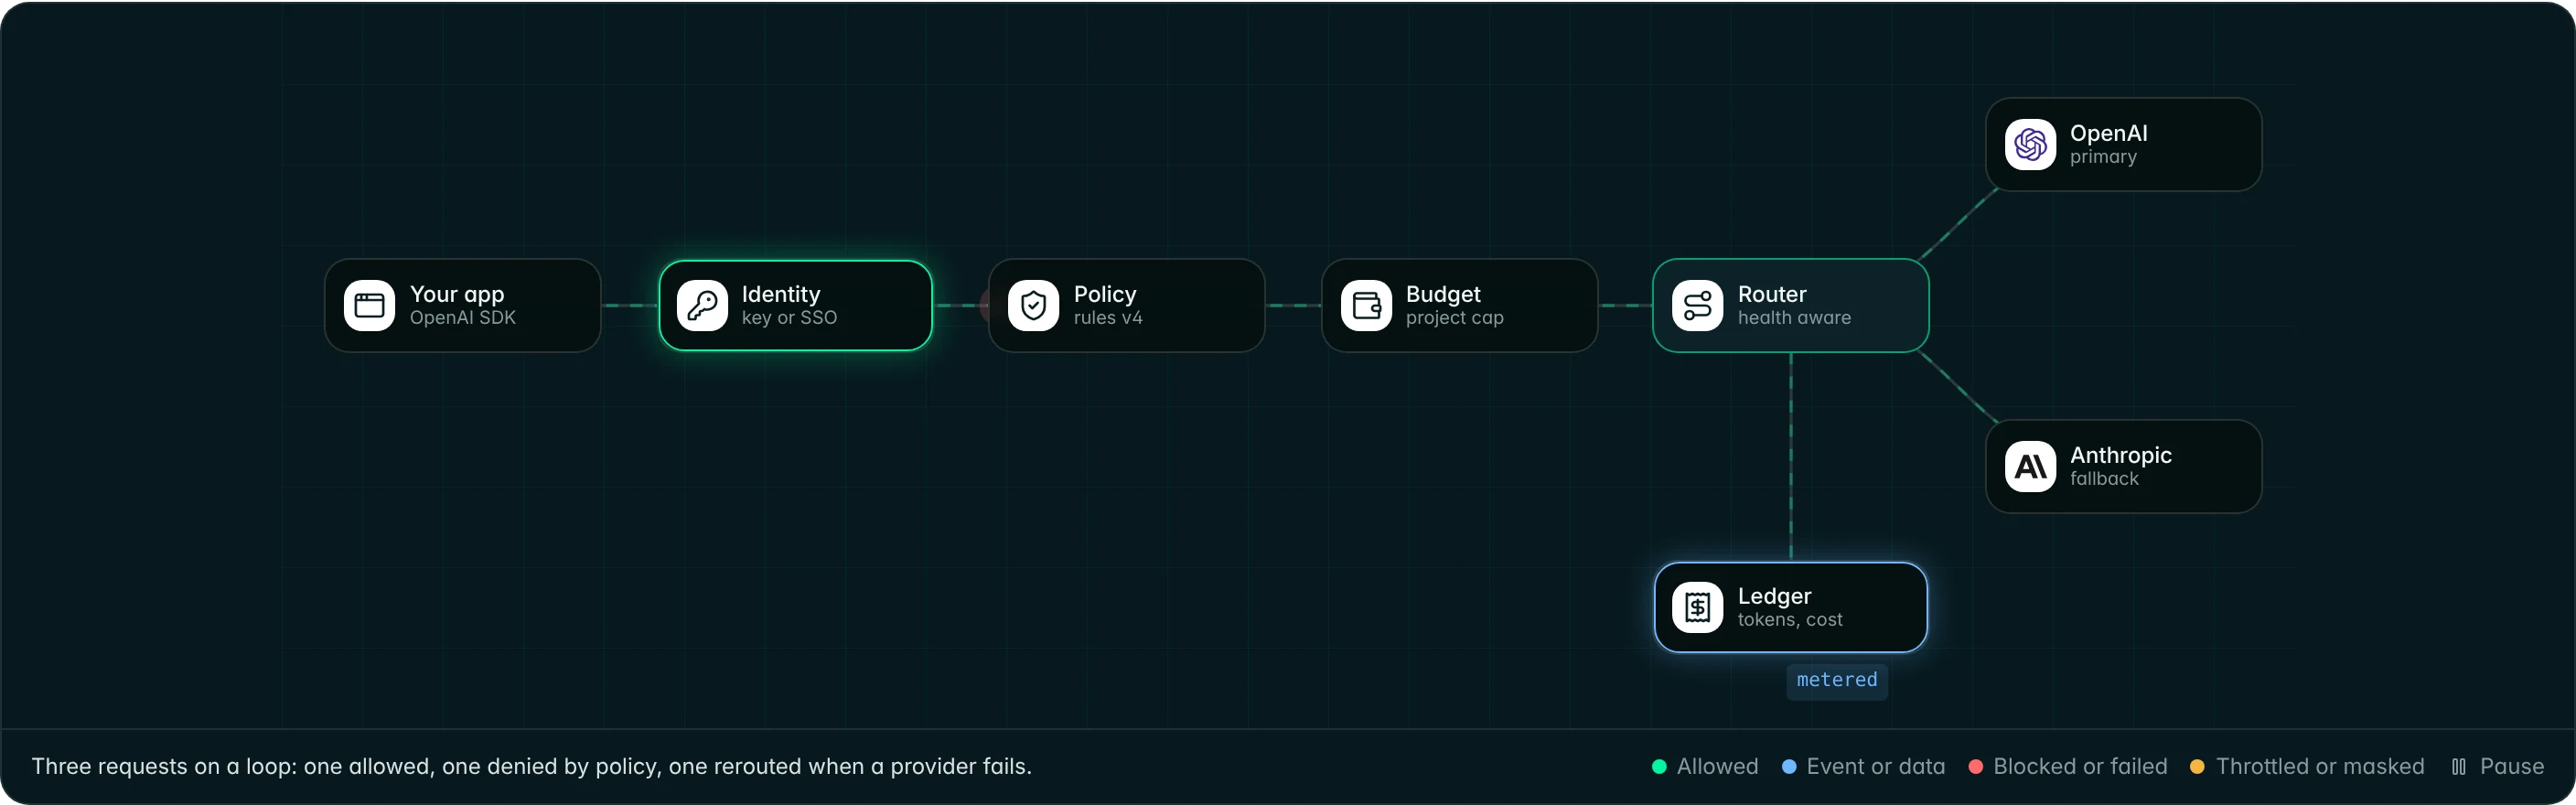 OpenAI
primary
Your app
OpenAI SDK
Identity
key or SSO
Policy
rules v4
Budget
project cap
Router
health aware
Anthropic
fallback
Ledger
tokens, cost
metered
Three requests on a loop: one allowed, one denied by policy, one rerouted when a provider fails.
Allowed
Event or data
Blocked or failed
Throttled or masked
Pause